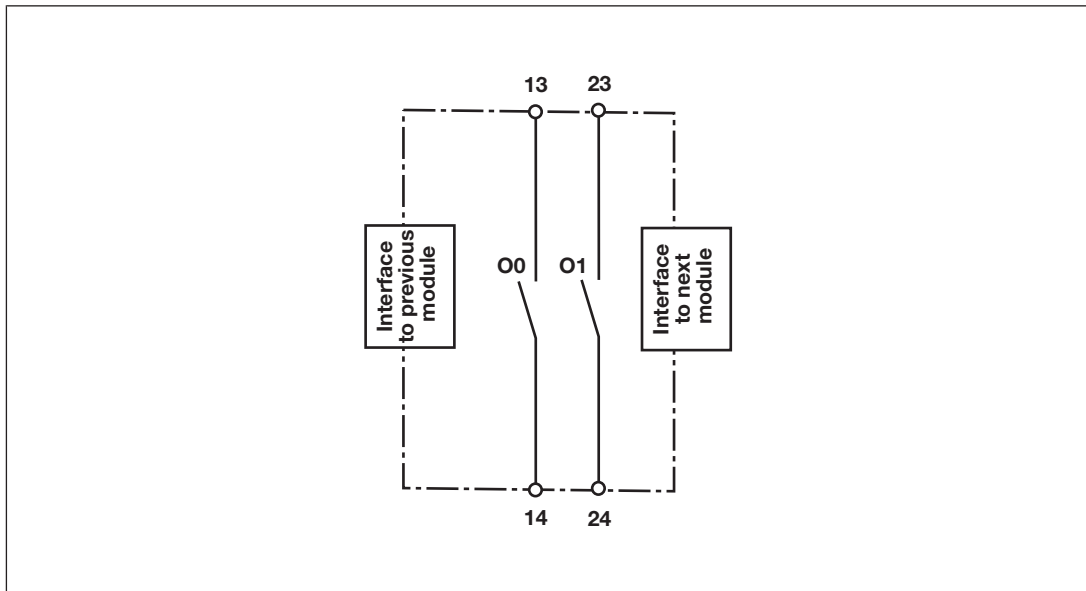 13 23
Interface
to previous
module
O0 O1
Interface
to next
module
14 24